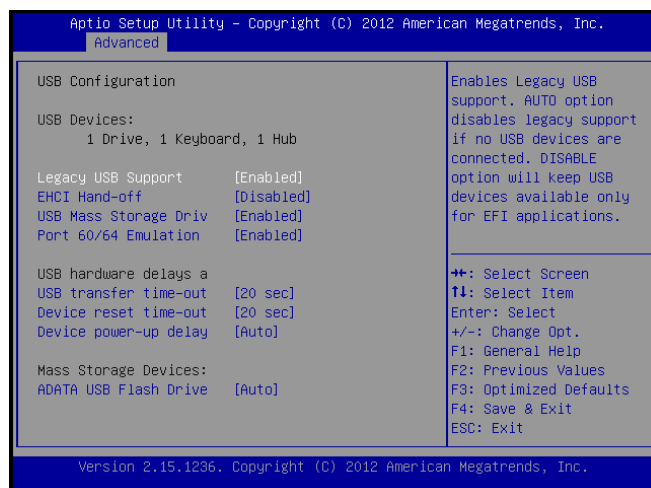 Aptio Setup Utility – Copyright (C) 2012 American Megatrends, Inc.
Advanced
USB Configuration
USB Devices:
1 Drive, 1 Keyboard, 1 Hub
Legacy USB Support [Enabled]
EHCI Hand-off [Disabled]
USB Mass Storage Driv [Enabled]
Port 60/64 Emulation [Enabled]
USB hardware delays a
USB transfer time-out [20 sec]
Device reset time-out [20 sec]
Device power-up delay [Auto]
Mass Storage Devices:
ADATA USB Flash Drive [Auto]
Enables Legacy USB
support. AUTO option
disables legacy support
if no USB devices are
connected. DISABLE
option will keep USB
devices available only
for EFI applications.
→←: Select Screen
↑↓: Select Item
Enter: Select
+/-: Change Opt.
F1: General Help
F2: Previous Values
F3: Optimized Defaults
F4: Save & Exit
ESC: Exit
Version 2.15.1236. Copyright (C) 2012 American Megatrends, Inc.